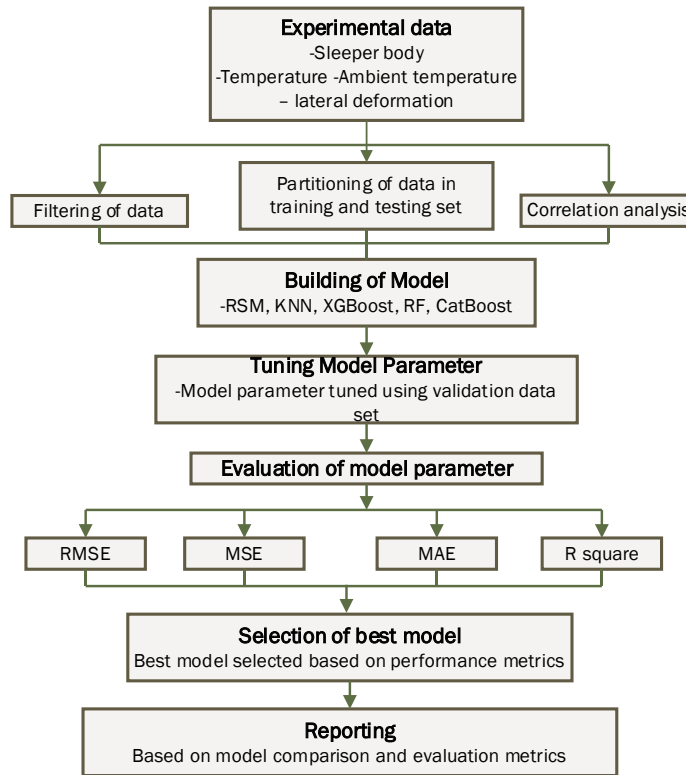 Experimental data
-Sleeper body
-Temperature -Ambient temperature
– lateral deformation
Filtering of data
Partitioning of data in
training and testing set
Correlation analysis
Building of Model
-RSM, KNN, XGBoost, RF, CatBoost
Tuning Model Parameter
-Model parameter tuned using validation data
set
Evaluation of model parameter
RMSE
MSE
MAE
R square
Selection of best model
Best model selected based on performance metrics
Reporting
Based on model comparison and evaluation metrics